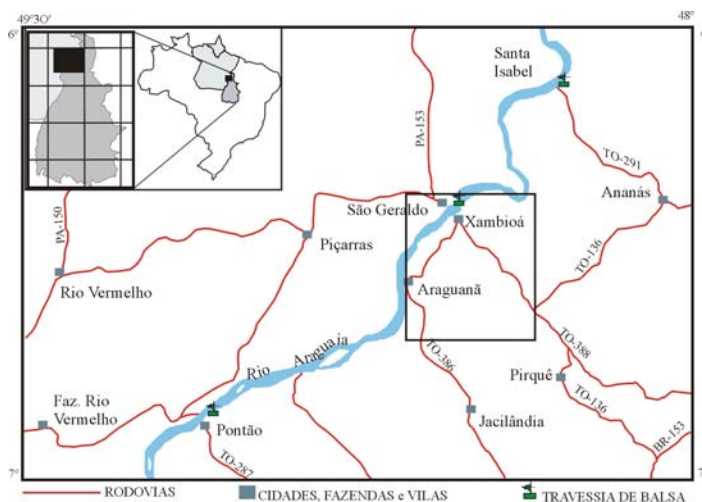 49°30'
48°
6°
6°
Santa
Isabel
PA-153
TO-291
Ananás
São Geraldo
Xambioá
PA-150
Piçarras
TO-136
Rio Vermelho
Araguanã
Rio Araguaia
TO-388
TO-386
Pirquê
Faz. Rio
Vermelho
TO-136
Jacilândia
Pontão
BR-153
TO-287
7°
RODOVIAS
CIDADES, FAZENDAS e VILAS
TRAVESSIA DE BALSA